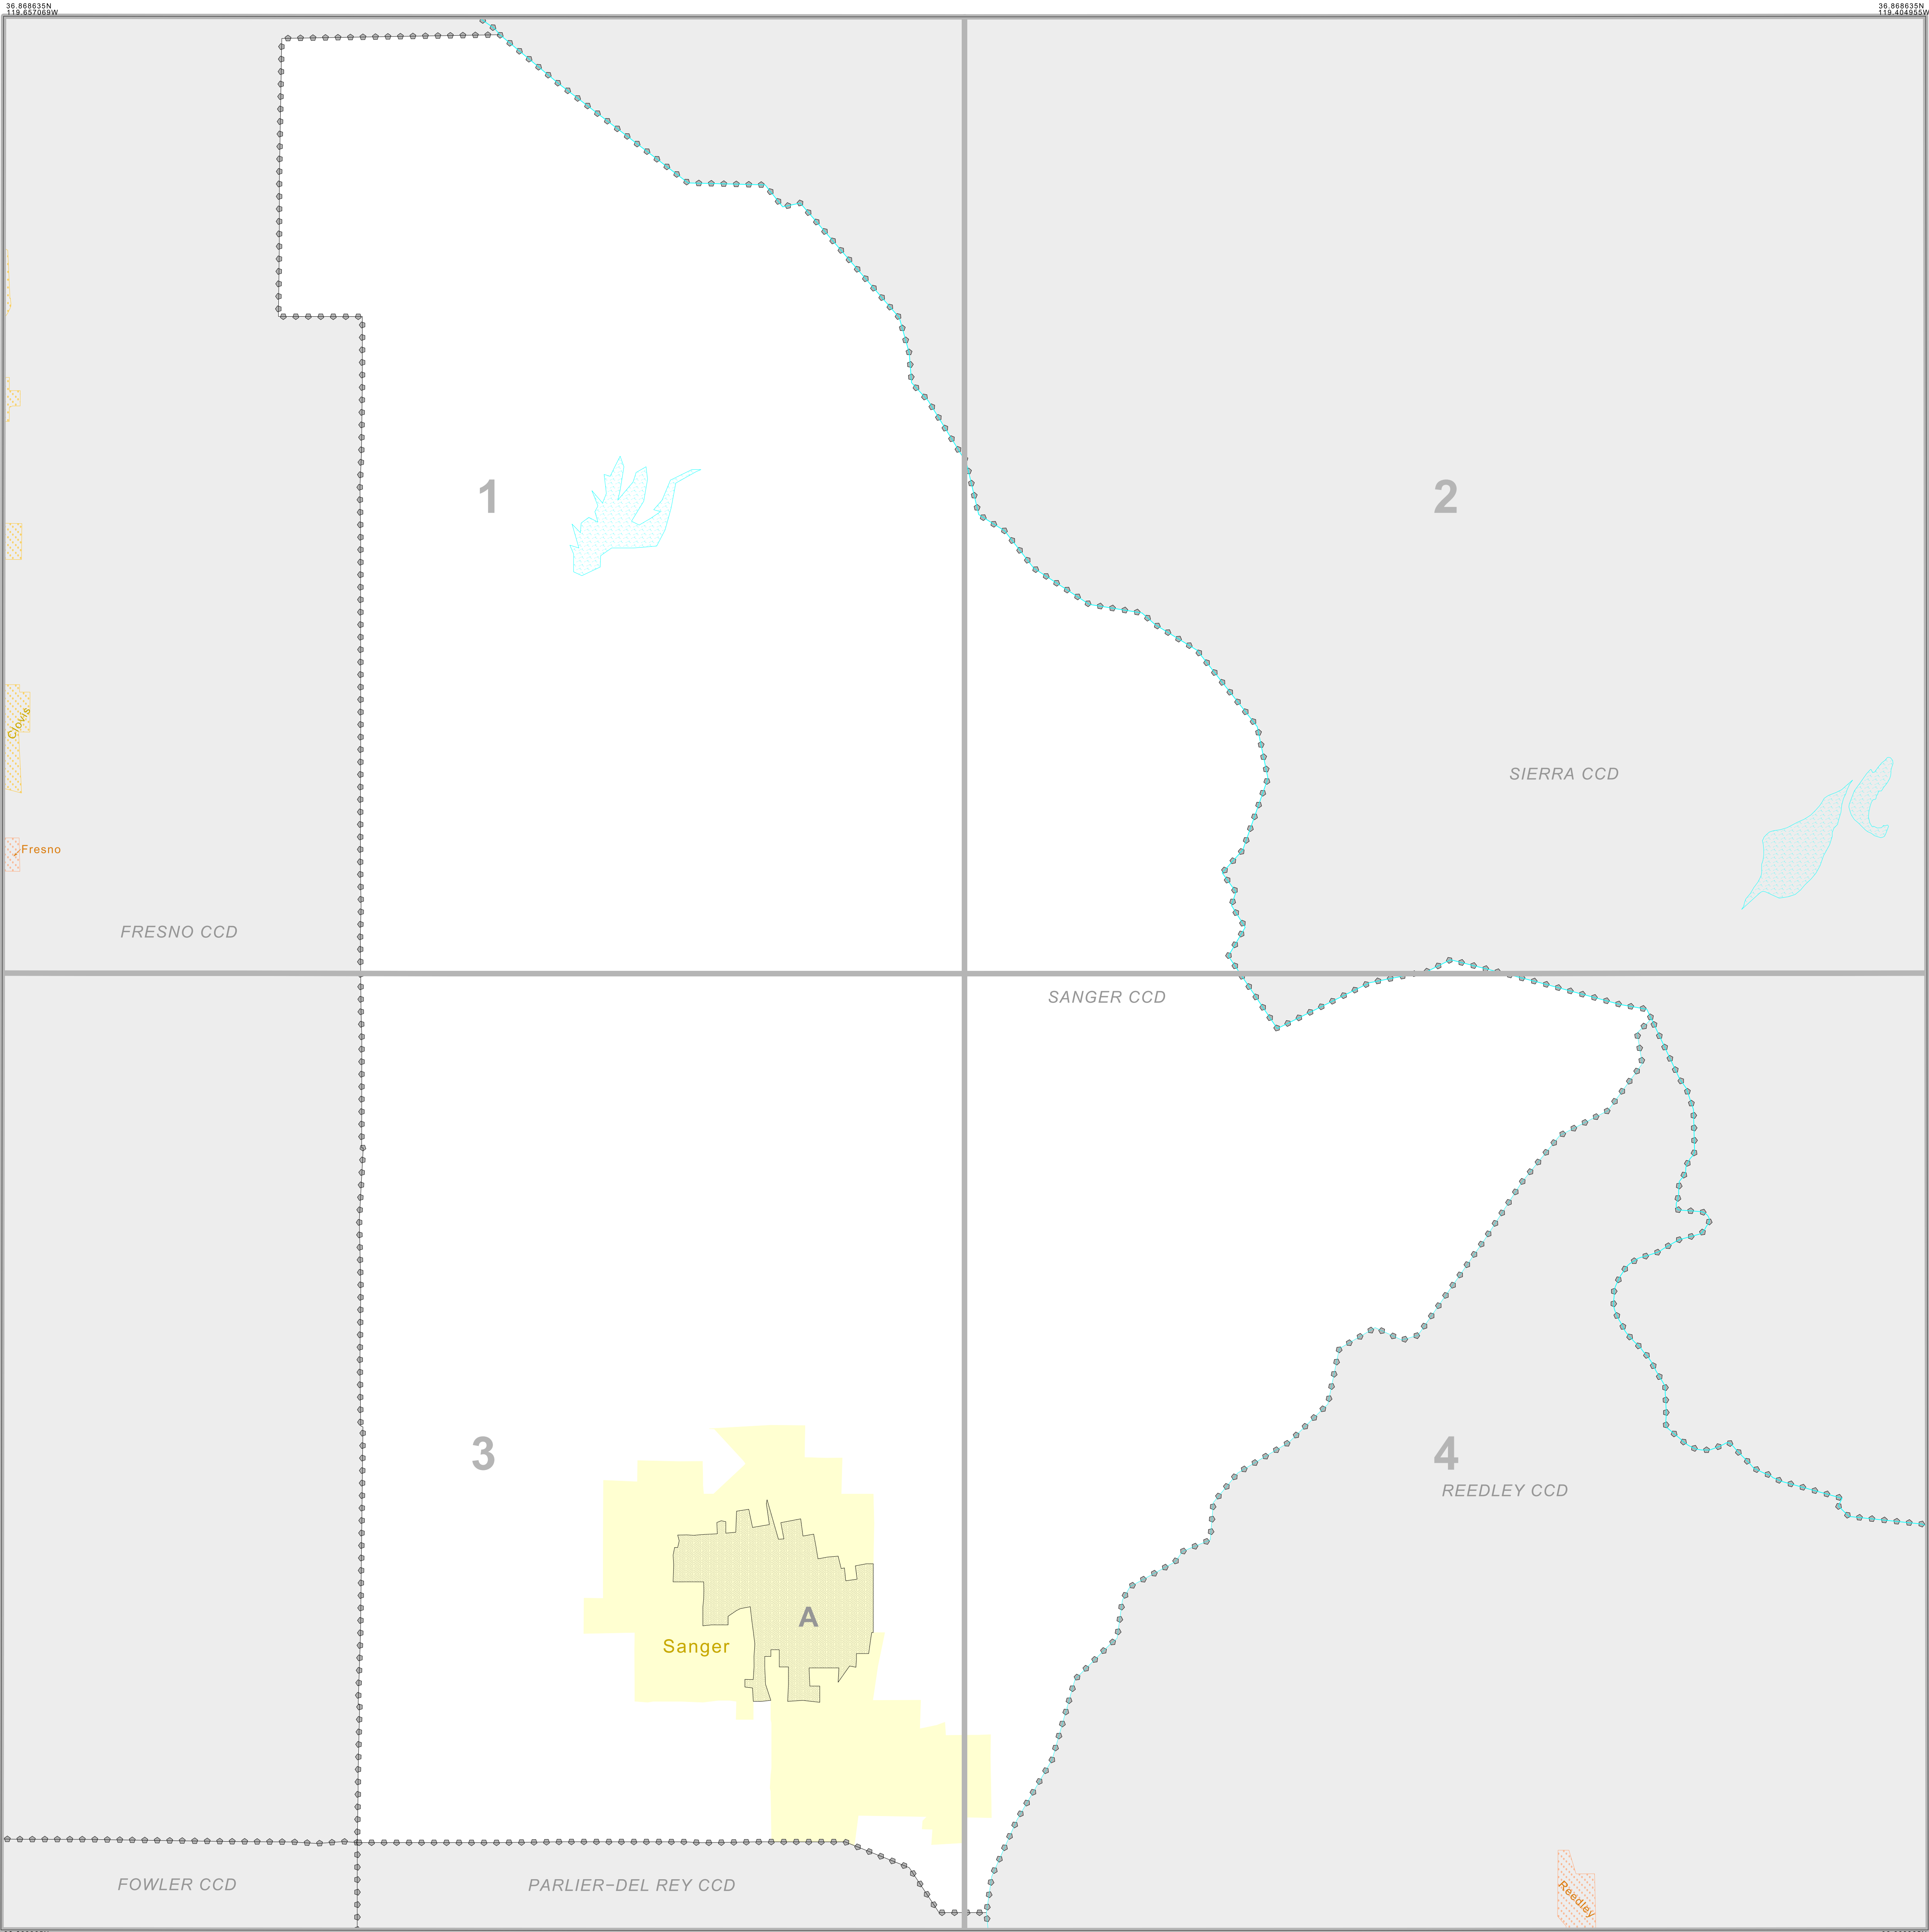 36.868635N
119.657069W
36.868635N
119.404955W
1
2
SIERRA CCD
Clovis
Fresno
FRESNO CCD
SANGER CCD
3
4
REEDLEY CCD
A
Sanger
FOWLER CCD
PARLIER-DEL REY CCD
Reedley